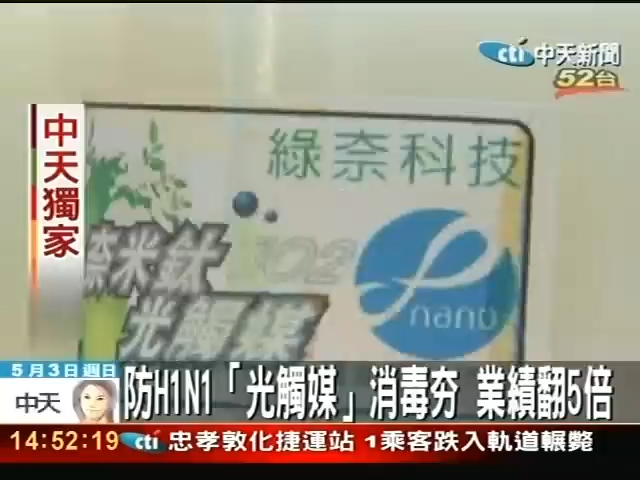 cti 中天新聞
52台
中天獨家
綠奈科技
奈米鈦
O2
光觸媒
nano
5月3日週日
中天
防H1N1「光觸媒」消毒夯 業績翻5倍
14:52:19 cti 忠孝敦化捷運站 1乘客跌入軌道輾斃